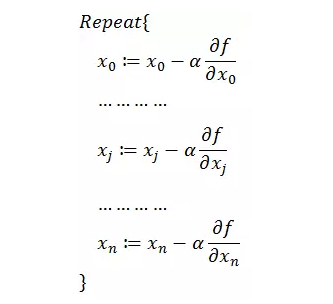 Repeat{
x₀ := x₀ − α ∂f/∂x₀
… … … …
xⱼ := xⱼ − α ∂f/∂xⱼ
… … … …
xₙ := xₙ − α ∂f/∂xₙ
}